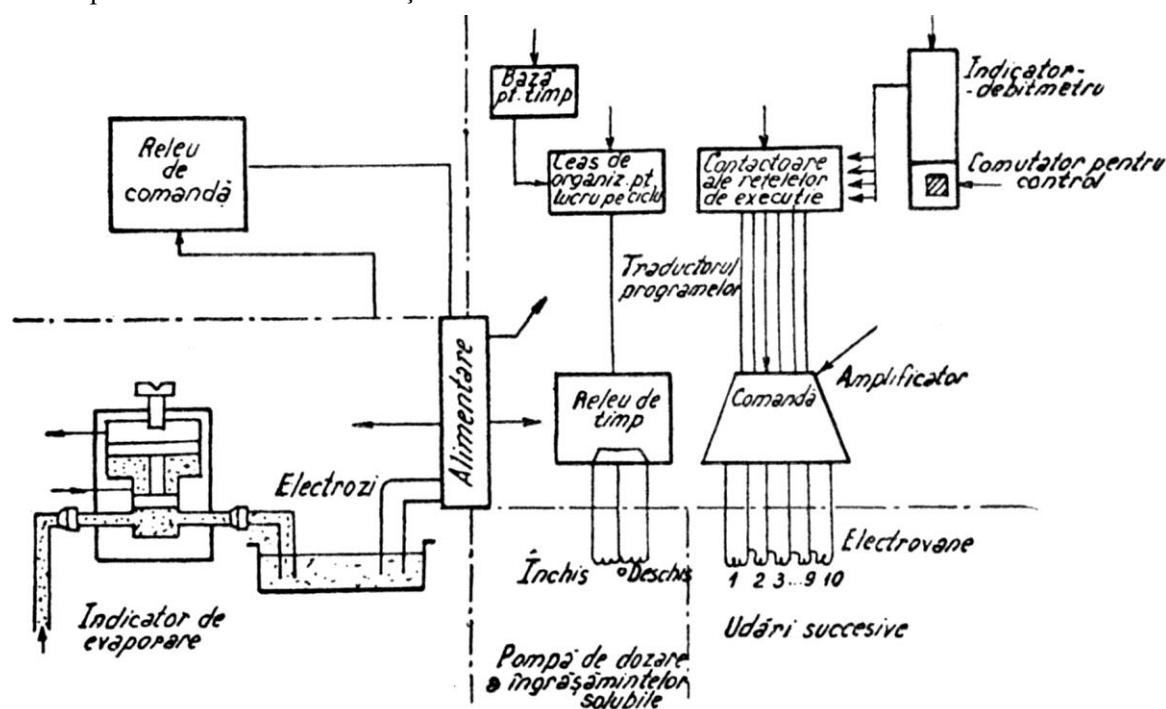 Bază
pt. timp
Indicator-
-debitmetru
Releu
de
comandă
Ceas de
organiz. pt.
lucru pe ciclu
Contactoare
ale rețelelor
de execuție
Comutator pentru
control
Traductorul
programelor
Alimentare
Releu de
timp
Comandă
Amplificator
Electrozi
Electrovane
Închis
Deschis
1 2 3...9 10
Indicator de
evaporare
Udări succesive
Pompă de dozare
a îngrășămintelor
solubile